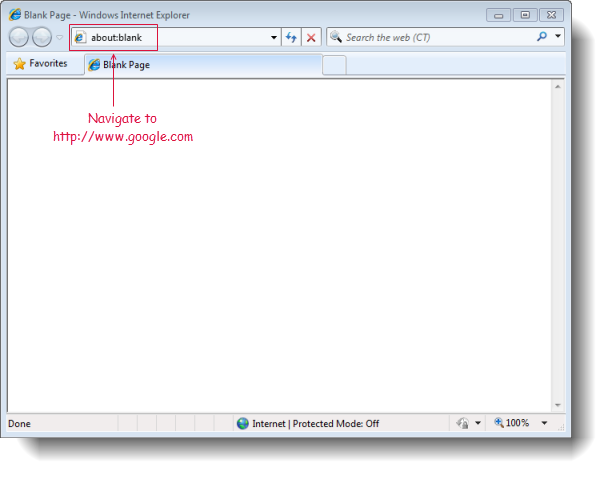 Blank Page - Windows Internet Explorer
about:blank
Search the web (CT)
Favorites
Blank Page
Navigate to
http://www.google.com
Done
Internet | Protected Mode: Off
100%